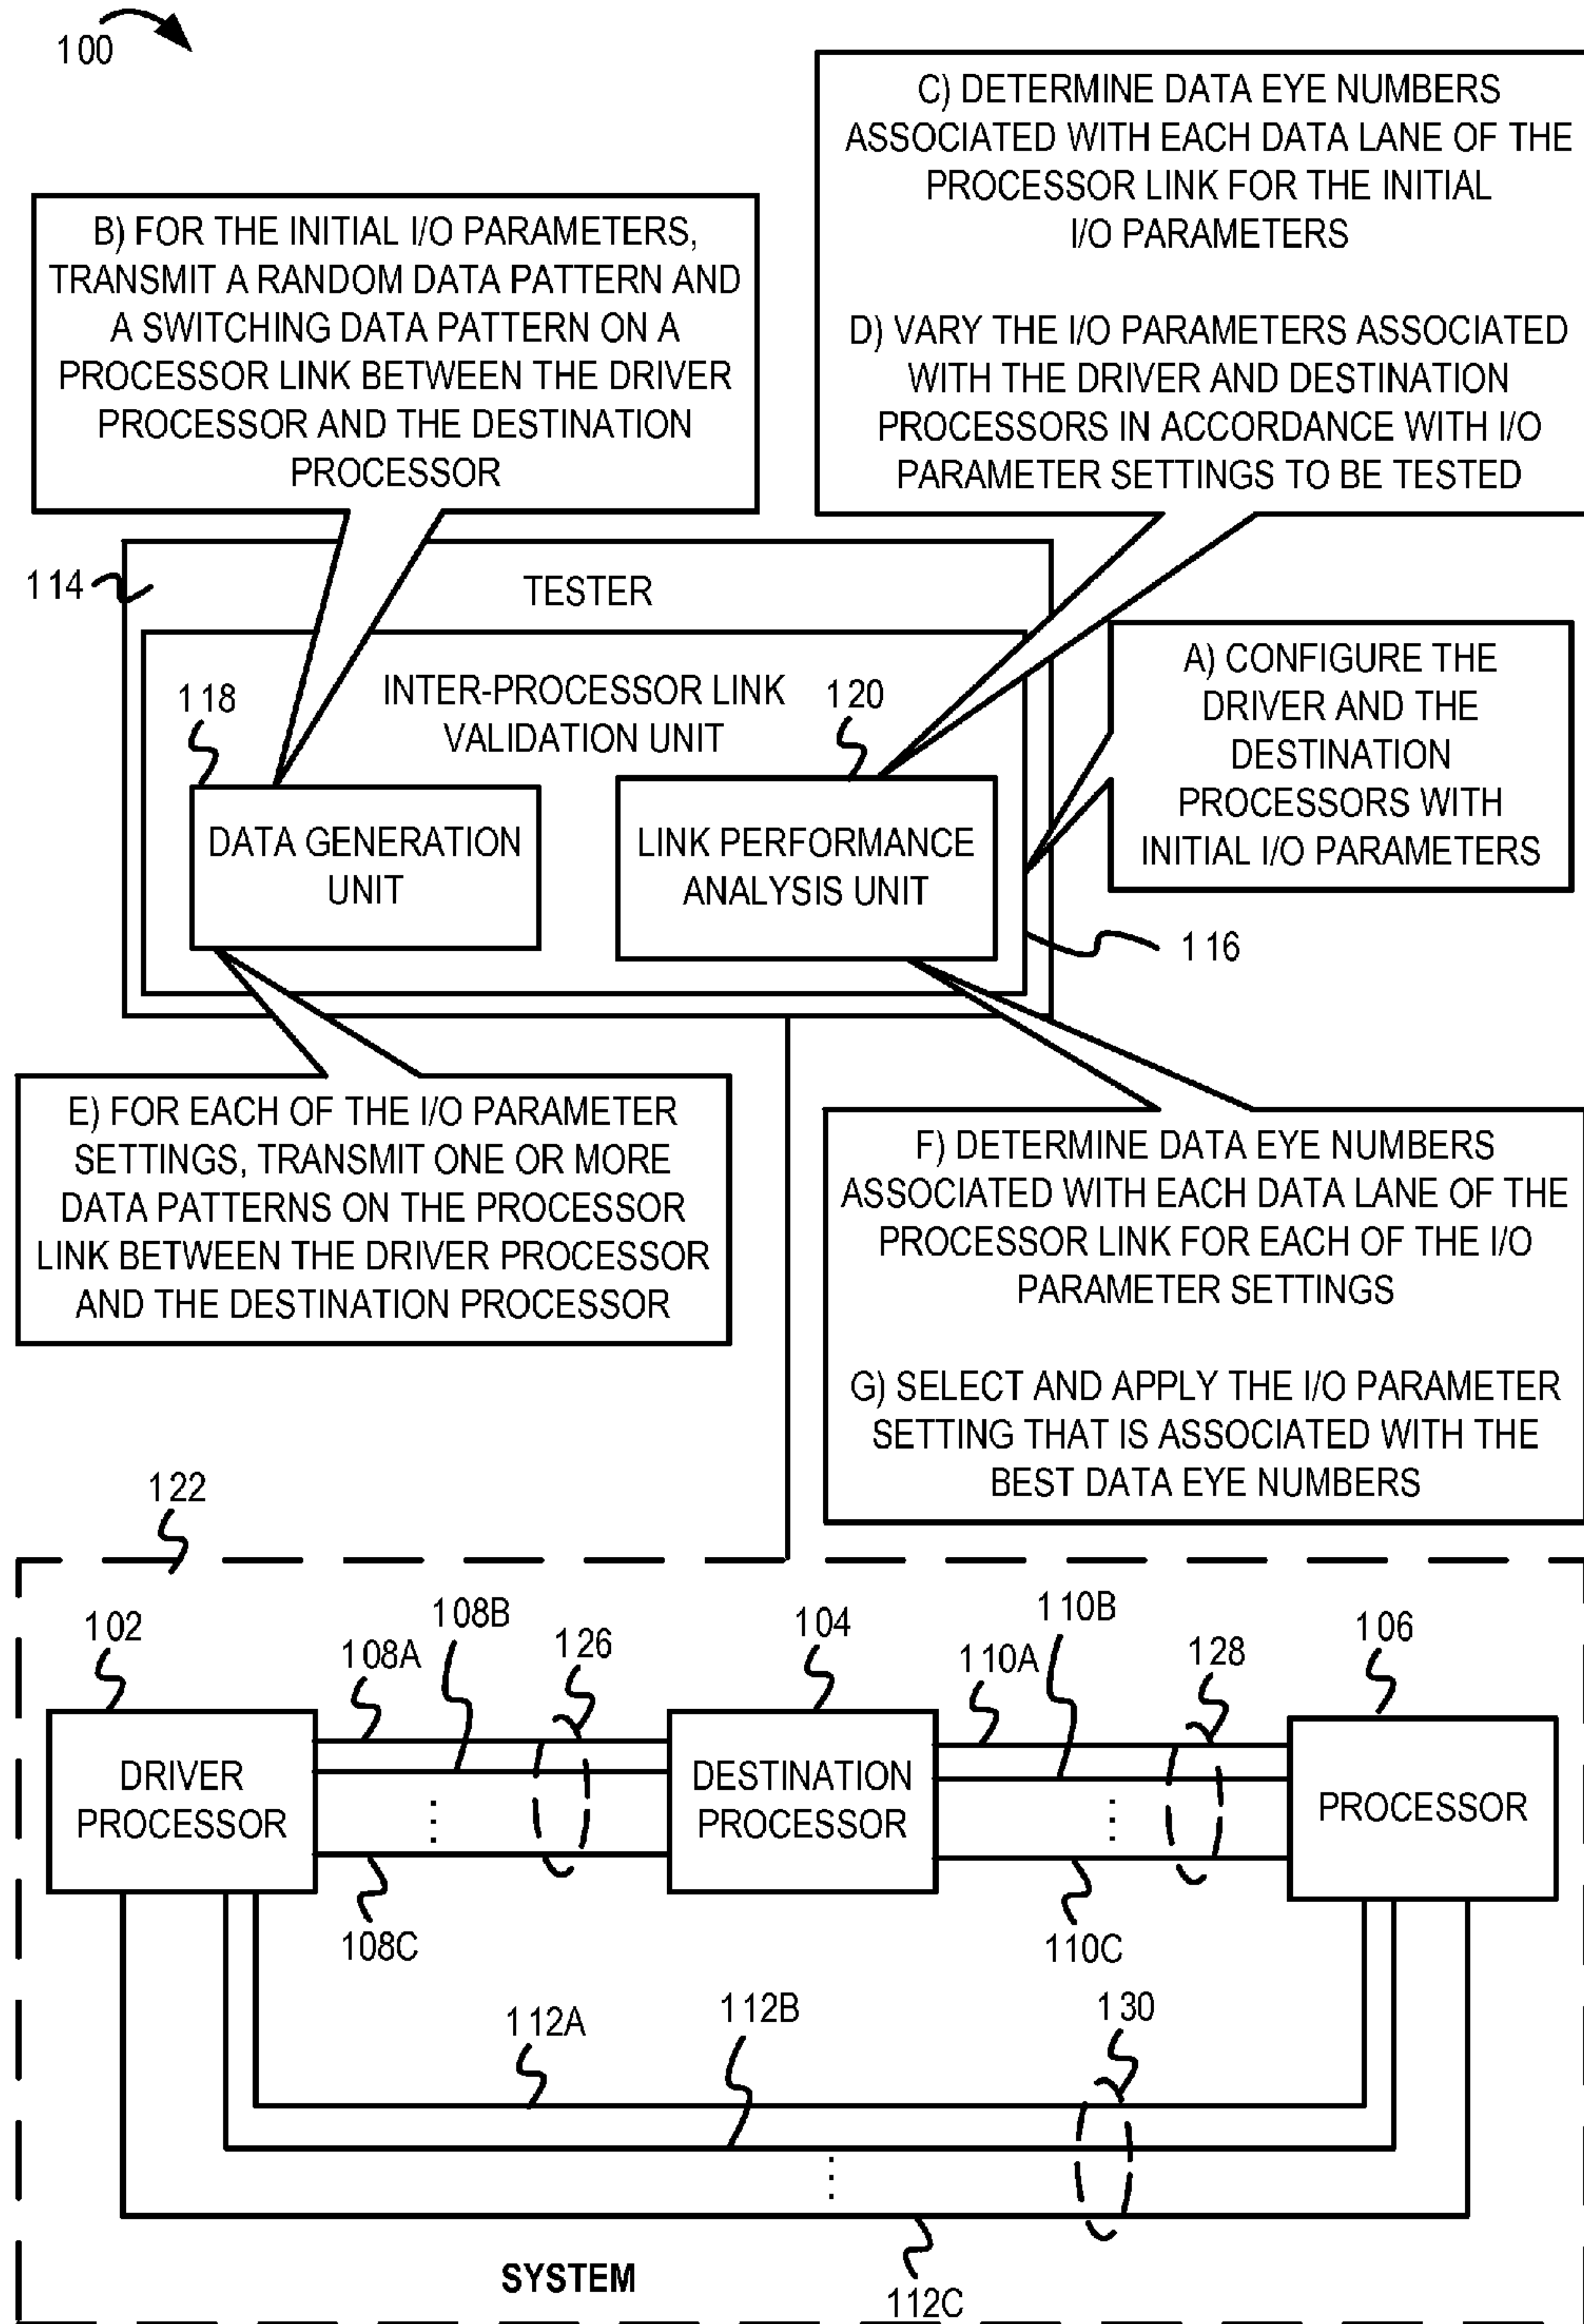 100
C) DETERMINE DATA EYE NUMBERS
ASSOCIATED WITH EACH DATA LANE OF THE
PROCESSOR LINK FOR THE INITIAL
I/O PARAMETERS
D) VARY THE I/O PARAMETERS ASSOCIATED
WITH THE DRIVER AND DESTINATION
PROCESSORS IN ACCORDANCE WITH I/O
PARAMETER SETTINGS TO BE TESTED
B) FOR THE INITIAL I/O PARAMETERS,
TRANSMIT A RANDOM DATA PATTERN AND
A SWITCHING DATA PATTERN ON A
PROCESSOR LINK BETWEEN THE DRIVER
PROCESSOR AND THE DESTINATION
PROCESSOR
114
TESTER
A) CONFIGURE THE
DRIVER AND THE
DESTINATION
PROCESSORS WITH
INITIAL I/O PARAMETERS
INTER-PROCESSOR LINK
VALIDATION UNIT
118
120
DATA GENERATION
UNIT
LINK PERFORMANCE
ANALYSIS UNIT
116
E) FOR EACH OF THE I/O PARAMETER
SETTINGS, TRANSMIT ONE OR MORE
DATA PATTERNS ON THE PROCESSOR
LINK BETWEEN THE DRIVER PROCESSOR
AND THE DESTINATION PROCESSOR
F) DETERMINE DATA EYE NUMBERS
ASSOCIATED WITH EACH DATA LANE OF THE
PROCESSOR LINK FOR EACH OF THE I/O
PARAMETER SETTINGS
G) SELECT AND APPLY THE I/O PARAMETER
SETTING THAT IS ASSOCIATED WITH THE
BEST DATA EYE NUMBERS
122
102
108A
108B
126
104
110A
110B
128
106
DRIVER
PROCESSOR
DESTINATION
PROCESSOR
PROCESSOR
108C
110C
112A
112B
130
SYSTEM
112C